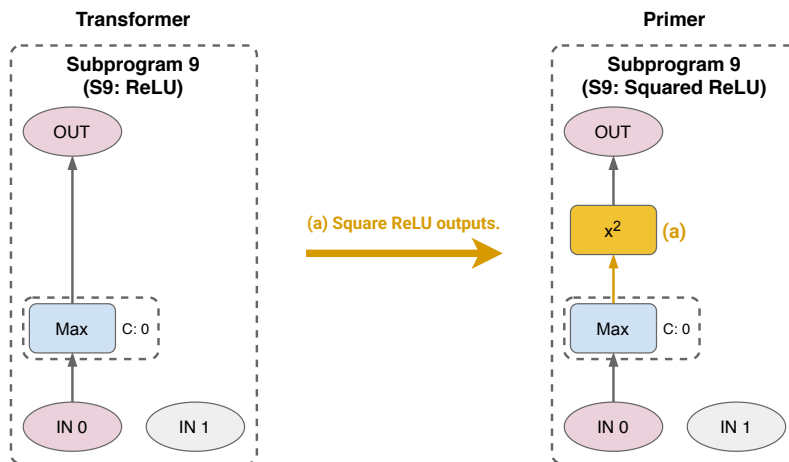 Transformer
Subprogram 9
(S9: ReLU)
OUT
Max
C: 0
IN 0
IN 1
(a) Square ReLU outputs.
Primer
Subprogram 9
(S9: Squared ReLU)
OUT
x²
(a)
Max
C: 0
IN 0
IN 1